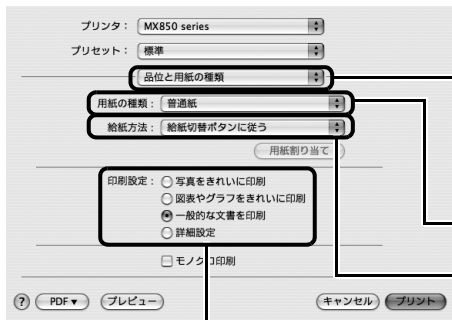 プリンタ： MX850 series
プリセット： 標準
品位と用紙の種類
用紙の種類： 普通紙
給紙方法： 給紙切替ボタンに従う
用紙割り当て
印刷設定： 写真をきれいに印刷
図表やグラフをきれいに印刷
一般的な文書を印刷
詳細設定
モノクロ印刷
? PDF▼ プレビュー キャンセル プリント